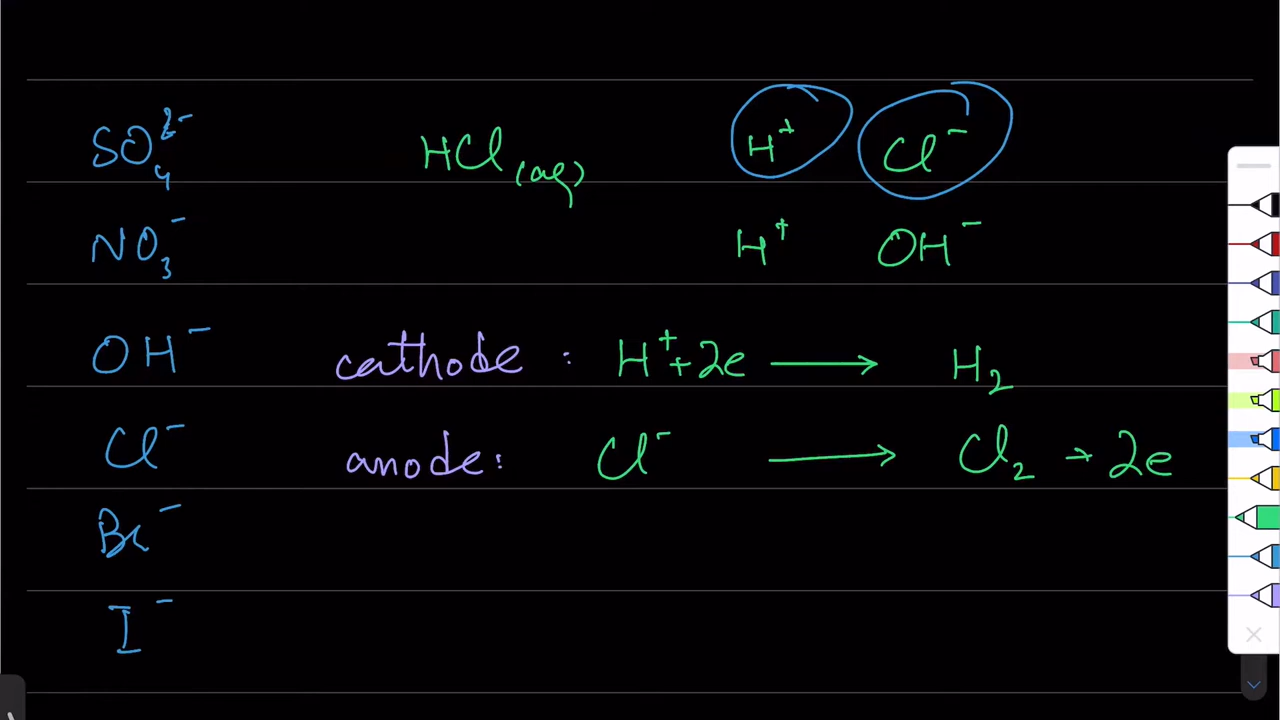 SO₄²⁻ HCl(aq) H⁺ Cl⁻
NO₃⁻ H⁺ OH⁻
OH⁻ cathode : H⁺+2e ⟶ H₂
Cl⁻ anode: Cl⁻ ⟶ Cl₂ + 2e
Br⁻
I⁻